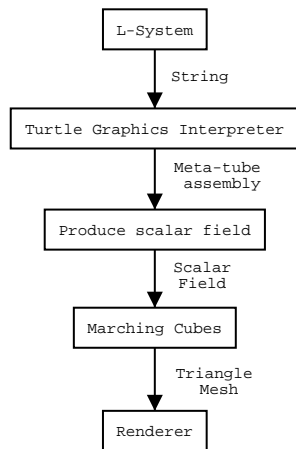 L-System
String
Turtle Graphics Interpreter
Meta-tube
assembly
Produce scalar field
Scalar
Field
Marching Cubes
Triangle
Mesh
Renderer